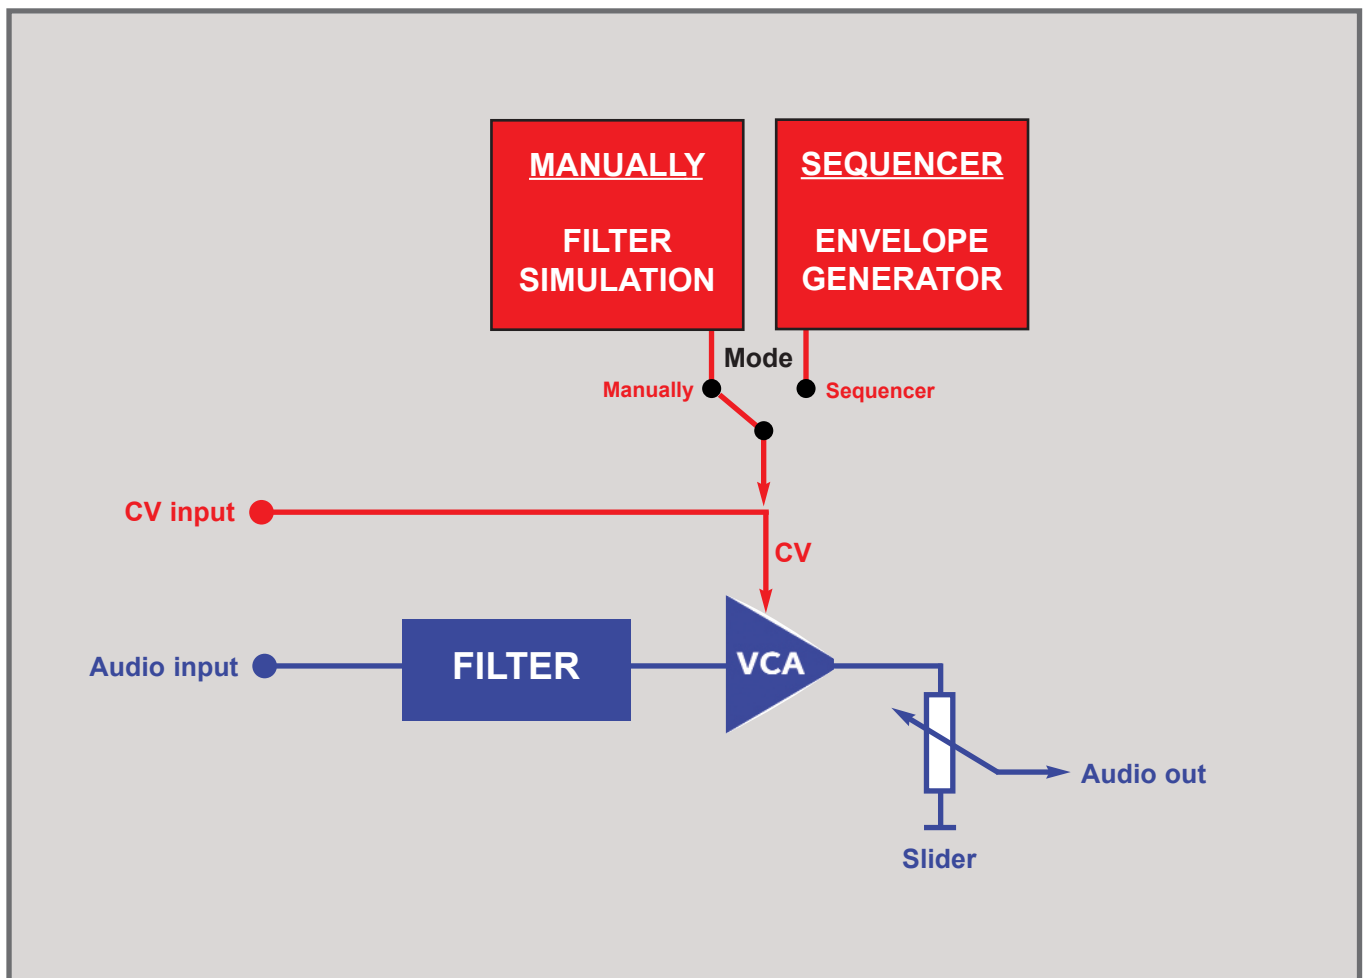 MANUALLY
FILTER
SIMULATION
SEQUENCER
ENVELOPE
GENERATOR
Mode
Manually
Sequencer
CV input
CV
Audio input
FILTER
VCA
Audio out
Slider